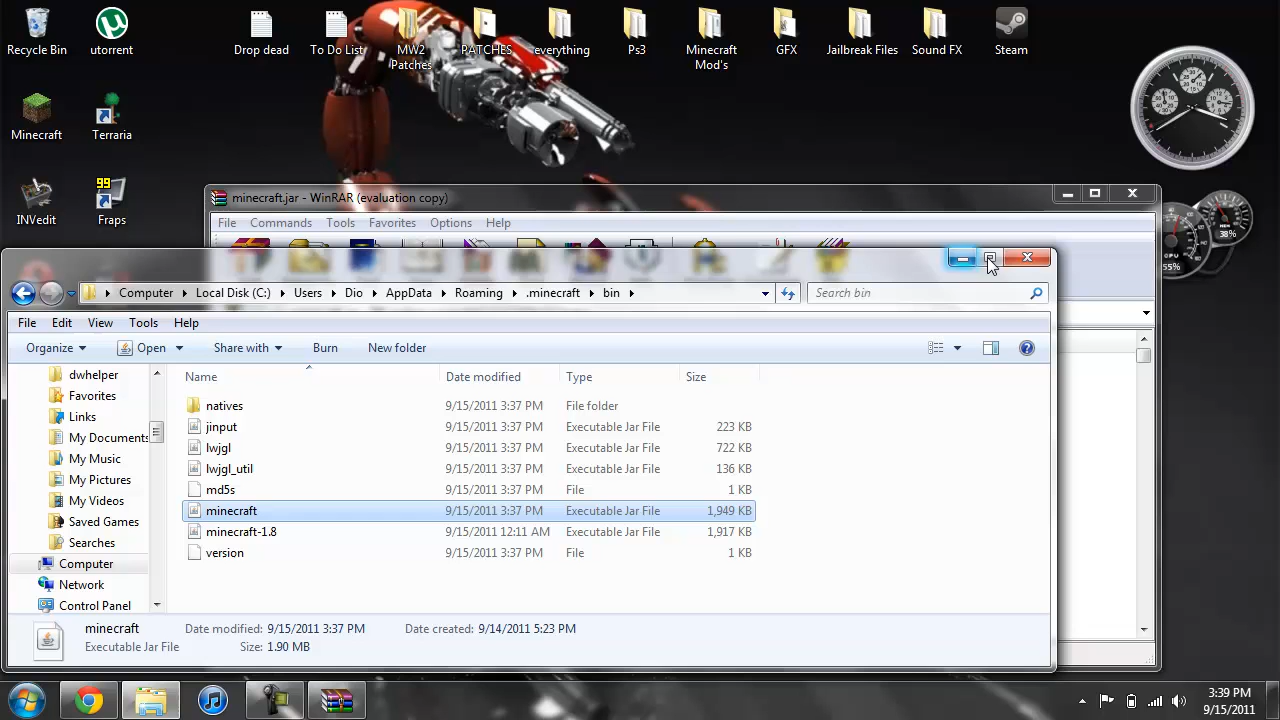 Recycle Bin
utorrent
Drop dead
To Do List
MW2 Patches
PATCHES
everything
Ps3
Minecraft Mod's
GFX
Jailbreak Files
Sound FX
Steam
Minecraft
Terraria
INVedit
99
Fraps
38%
55%
minecraft.jar - WinRAR (evaluation copy)
File Commands Tools Favorites Options Help
Computer Local Disk (C:) Users Dio AppData Roaming .minecraft bin
Search bin
File Edit View Tools Help
Organize Open Share with Burn New folder
Name Date modified Type Size
dwhelper
Favorites
Links
My Documents
My Music
My Pictures
My Videos
Saved Games
Searches
Computer
Network
Control Panel
natives 9/15/2011 3:37 PM File folder
jinput 9/15/2011 3:37 PM Executable Jar File 223 KB
lwjgl 9/15/2011 3:37 PM Executable Jar File 722 KB
lwjgl_util 9/15/2011 3:37 PM Executable Jar File 136 KB
md5s 9/15/2011 3:37 PM File 1 KB
minecraft 9/15/2011 3:37 PM Executable Jar File 1,949 KB
minecraft-1.8 9/15/2011 12:11 AM Executable Jar File 1,917 KB
version 9/15/2011 3:37 PM File 1 KB
minecraft Date modified: 9/15/2011 3:37 PM Date created: 9/14/2011 5:23 PM
Executable Jar File Size: 1.90 MB
3:39 PM
9/15/2011